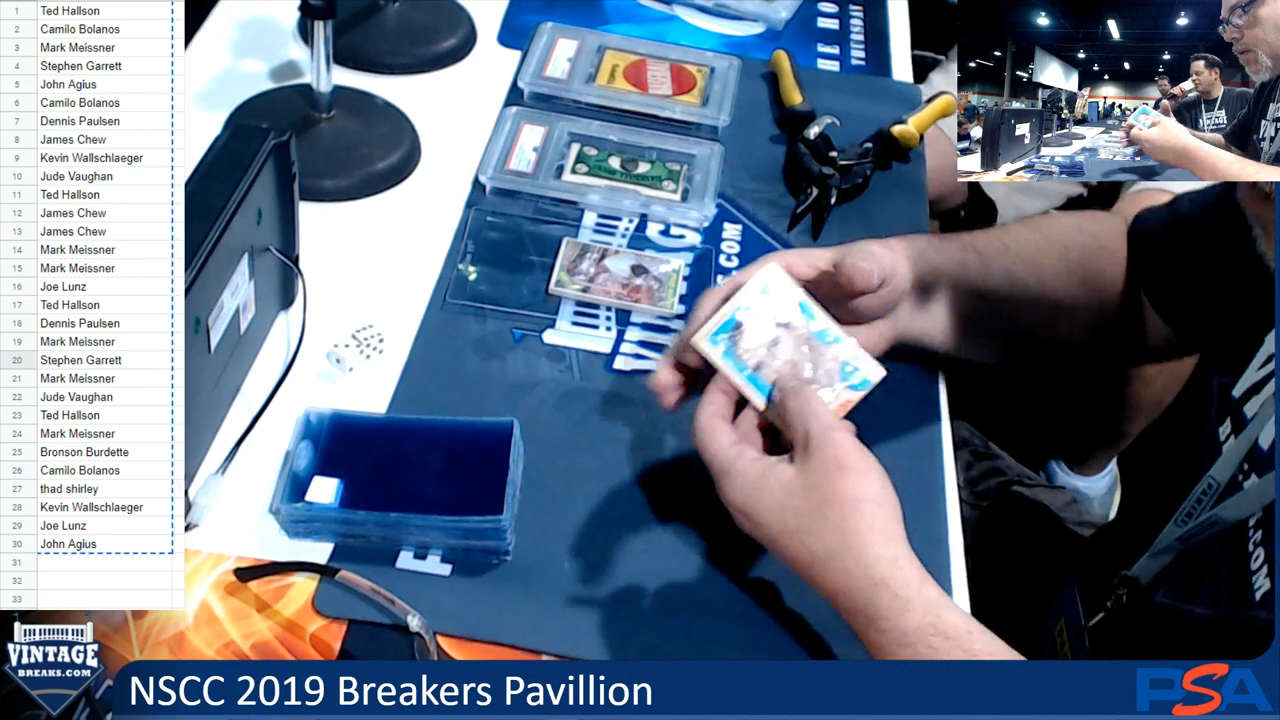 1 Ted Hallson
2 Camilo Bolanos
3 Mark Meissner
4 Stephen Garrett
5 John Agius
6 Camilo Bolanos
7 Dennis Paulsen
8 James Chew
9 Kevin Wallschlaeger
10 Jude Vaughan
11 Ted Hallson
12 James Chew
13 James Chew
14 Mark Meissner
15 Mark Meissner
16 Joe Lunz
17 Ted Hallson
18 Dennis Paulsen
19 Mark Meissner
20 Stephen Garrett
21 Mark Meissner
22 Jude Vaughan
23 Ted Hallson
24 Mark Meissner
25 Bronson Burdette
26 Camilo Bolanos
27 thad shirley
28 Kevin Wallschlaeger
29 Joe Lunz
30 John Agius
31
32
33
THURSDAY
.COM
VINTAGE
.COM
VINTAGE
BREAKS.COM
NSCC 2019 Breakers Pavillion
PSA